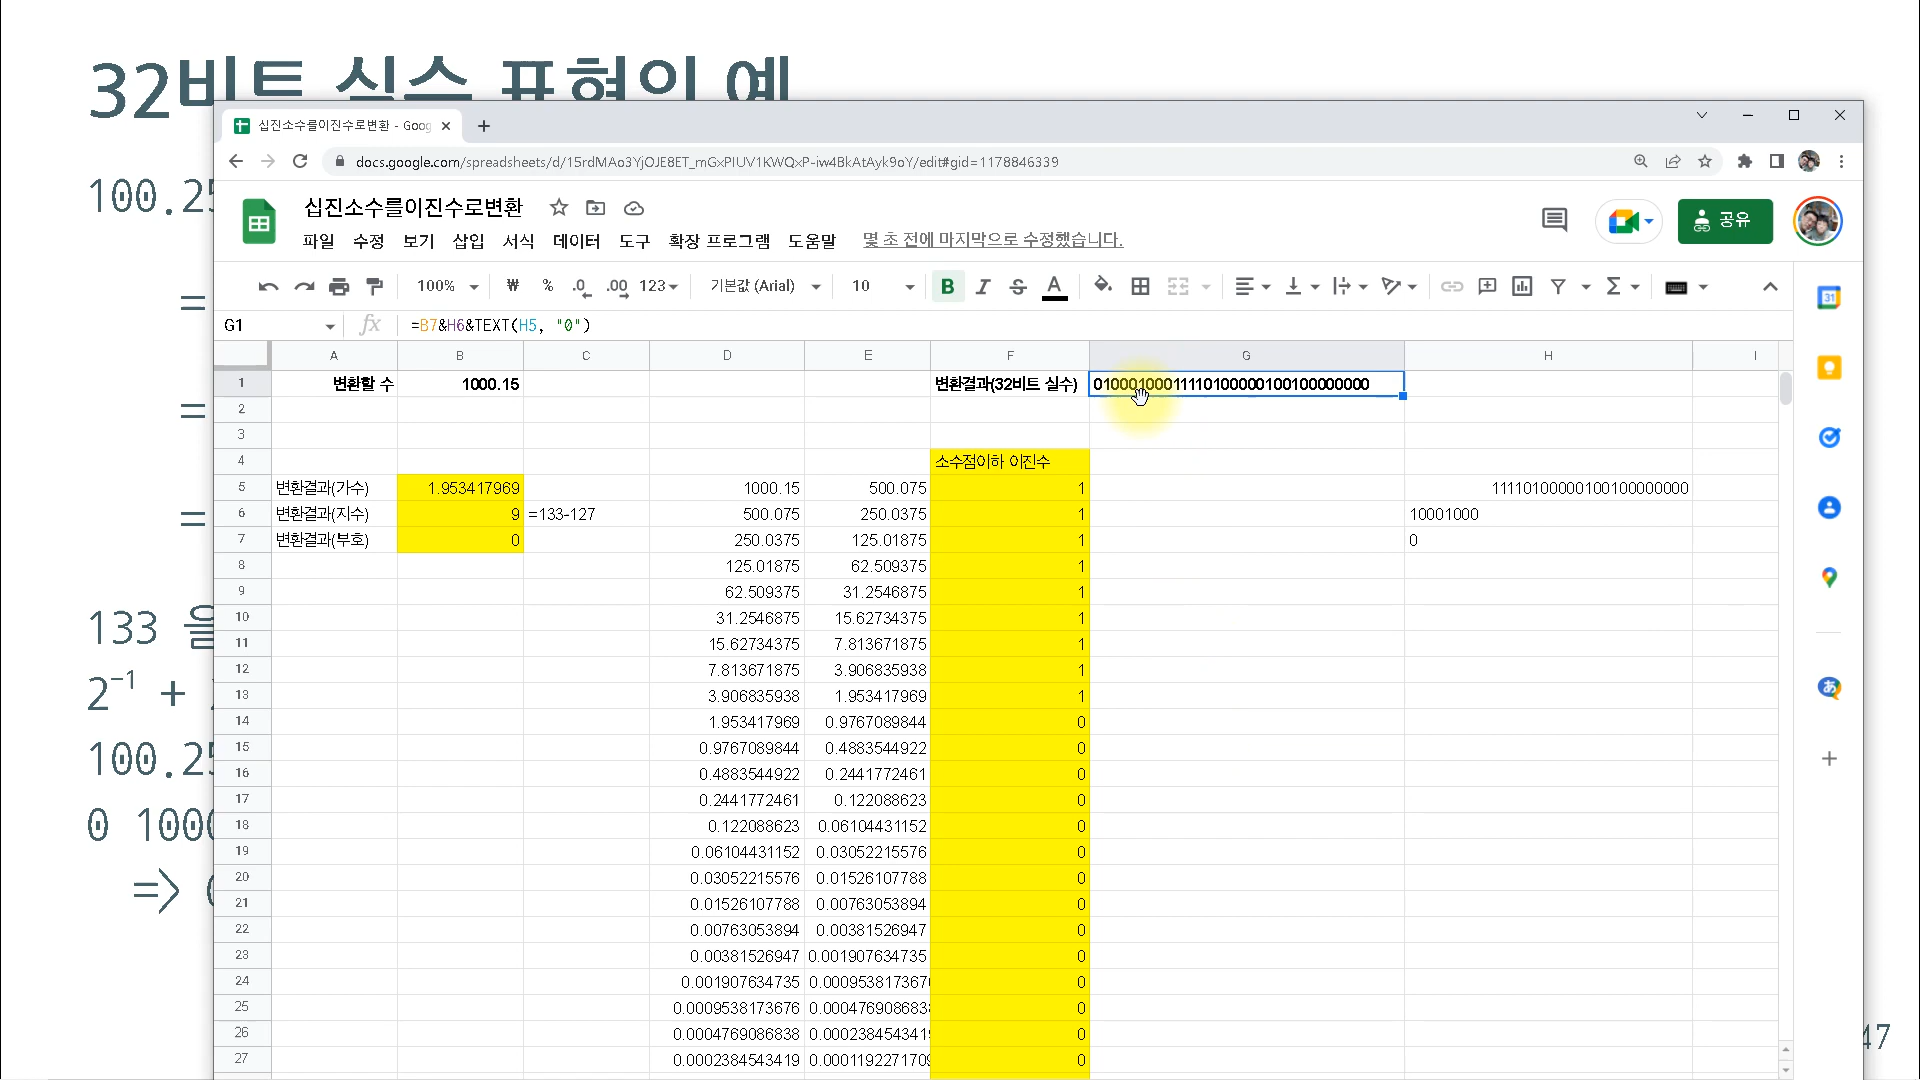 32비트 실수 표현의 예
십진소수를이진수로변환 - Goog
docs.google.com/spreadsheets/d/15rdMAo3YjOJE8ET_mGxPIUV1KWQxP-iw4BkAtAyk9oY/edit#gid=1178846339
100.25
십진소수를이진수로변환
공유
파일 수정 보기 삽입 서식 데이터 도구 확장 프로그램 도움말 몇 초 전에 마지막으로 수정했습니다.
100% ₩ % .0 .00 123 기본값 (Arial) 10 B I S A Σ
31
=
G1 fx =B7&H6&TEXT(H5, "0")
A B C D E F G H I
1 변환할 수 1000.15 변환결과(32비트 실수) 01000100011110100000100100000000
2
=
3
4 소수점이하 이진수
5 변환결과(가수) 1.953417969 1000.15 500.075 1 11110100000100100000000
6 변환결과(지수) 9 =133-127 500.075 250.0375 1 10001000
=
7 변환결과(부호) 0 250.0375 125.01875 1 0
8 125.01875 62.509375 1
9 62.509375 31.2546875 1
10 31.2546875 15.62734375 1
133 을
11 15.62734375 7.813671875 1
12 7.813671875 3.906835938 1
13 3.906835938 1.953417969 1
2⁻¹ +
14 1.953417969 0.9767089844 0
15 0.9767089844 0.4883544922 0
100.25
16 0.4883544922 0.2441772461 0
17 0.2441772461 0.122088623 0
18 0.122088623 0.06104431152 0
0 1000
19 0.06104431152 0.03052215576 0
20 0.03052215576 0.01526107788 0
=>
21 0.01526107788 0.00763053894 0
22 0.00763053894 0.00381526947 0
23 0.00381526947 0.001907634735 0
24 0.001907634735 0.000953817367 0
25 0.0009538173676 0.000476908683 0
26 0.0004769086838 0.000238454341 0
27 0.0002384543419 0.000119227170 0
47